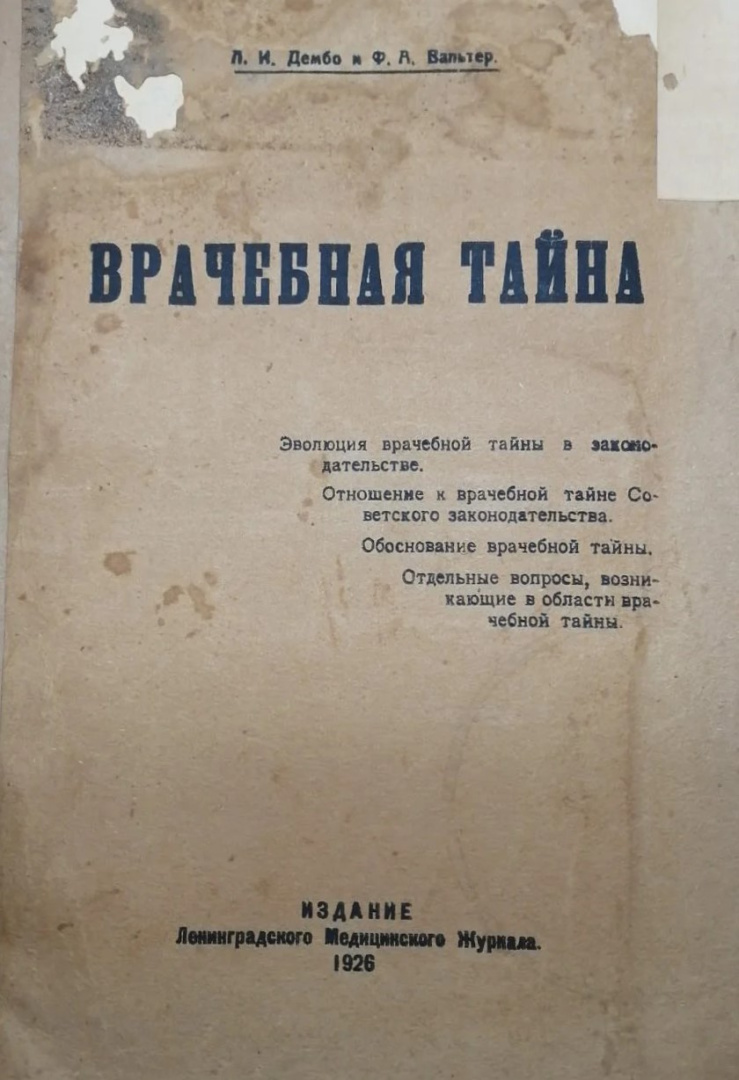 Л. И. Дембо и Ф. А. Вальтер.
ВРАЧЕБНАЯ ТАЙНА
Эволюция врачебной тайны в законо-
дательстве.
Отношение к врачебной тайне Со-
ветского законодательства.
Обоснование врачебной тайны.
Отдельные вопросы, возни-
кающие в области вра-
чебной тайны.
ИЗДАНИЕ
Ленинградского Медицинского Журнала.
1926